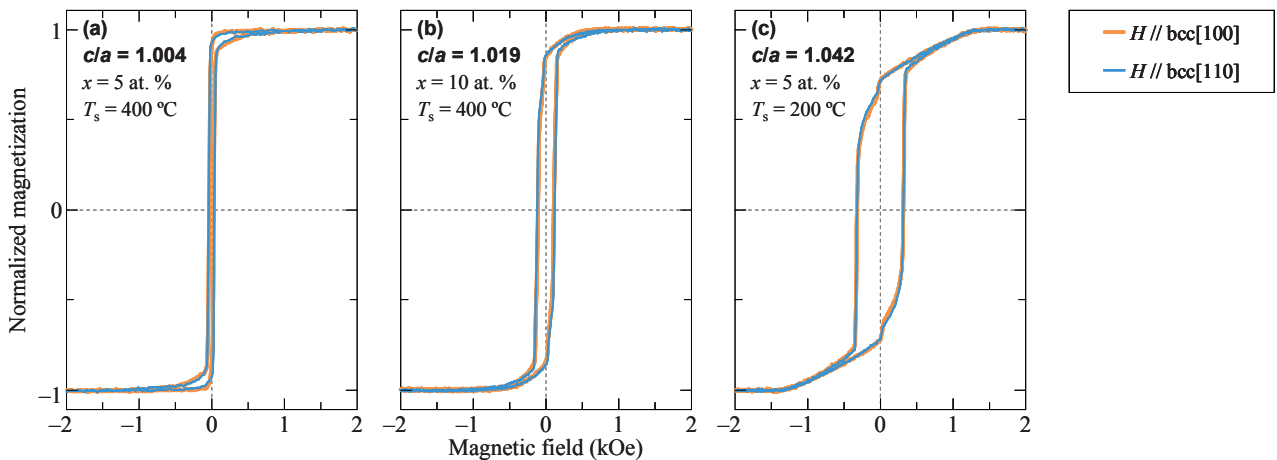 (a)
c/a = 1.004
x = 5 at. %
Ts = 400 ºC
(b)
c/a = 1.019
x = 10 at. %
Ts = 400 ºC
(c)
c/a = 1.042
x = 5 at. %
Ts = 200 ºC
H // bcc[100]
H // bcc[110]
Normalized magnetization
1
0
−1
−2 −1 0 1 2
−2 −1 0 1 2
−2 −1 0 1 2
Magnetic field (kOe)